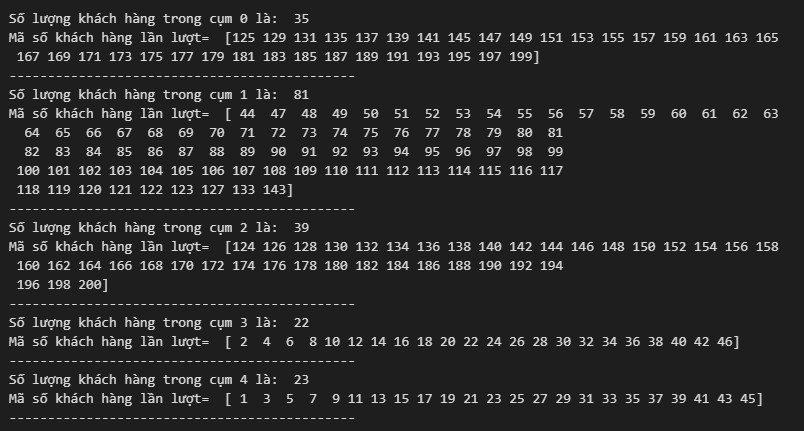 Số lượng khách hàng trong cụm 0 là:  35
Mã số khách hàng lần lượt=  [125 129 131 135 137 139 141 145 147 149 151 153 155 157 159 161 163 165
 167 169 171 173 175 177 179 181 183 185 187 189 191 193 195 197 199]
---------------------------------------------
Số lượng khách hàng trong cụm 1 là:  81
Mã số khách hàng lần lượt=  [ 44  47  48  49  50  51  52  53  54  55  56  57  58  59  60  61  62  63
  64  65  66  67  68  69  70  71  72  73  74  75  76  77  78  79  80  81
  82  83  84  85  86  87  88  89  90  91  92  93  94  95  96  97  98  99
 100 101 102 103 104 105 106 107 108 109 110 111 112 113 114 115 116 117
 118 119 120 121 122 123 127 133 143]
---------------------------------------------
Số lượng khách hàng trong cụm 2 là:  39
Mã số khách hàng lần lượt=  [124 126 128 130 132 134 136 138 140 142 144 146 148 150 152 154 156 158
 160 162 164 166 168 170 172 174 176 178 180 182 184 186 188 190 192 194
 196 198 200]
---------------------------------------------
Số lượng khách hàng trong cụm 3 là:  22
Mã số khách hàng lần lượt=  [ 2  4  6  8 10 12 14 16 18 20 22 24 26 28 30 32 34 36 38 40 42 46]
---------------------------------------------
Số lượng khách hàng trong cụm 4 là:  23
Mã số khách hàng lần lượt=  [ 1  3  5  7  9 11 13 15 17 19 21 23 25 27 29 31 33 35 37 39 41 43 45]
---------------------------------------------